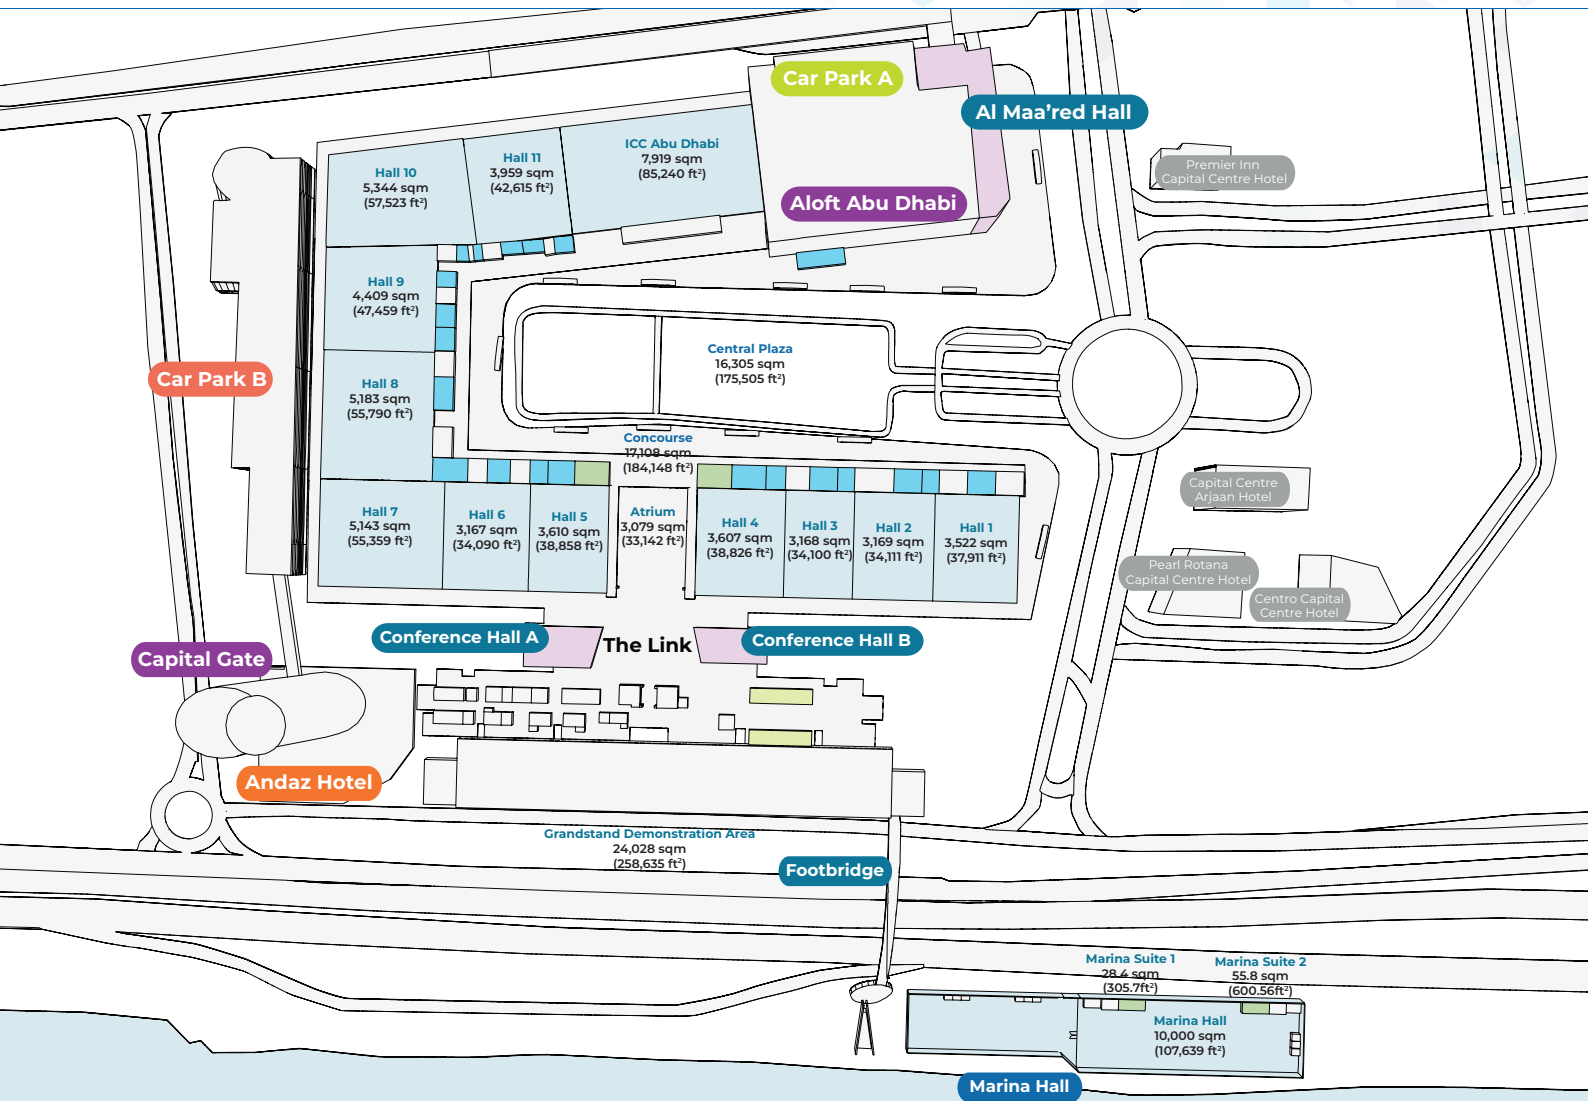 Car Park A
Al Maa’red Hall
ICC Abu Dhabi
7,919 sqm
(85,240 ft²)
Hall 11
3,959 sqm
(42,615 ft²)
Hall 10
5,344 sqm
(57,523 ft²)
Premier Inn
Capital Centre Hotel
Aloft Abu Dhabi
Hall 9
4,409 sqm
(47,459 ft²)
Central Plaza
16,305 sqm
(175,505 ft²)
Car Park B
Hall 8
5,183 sqm
(55,790 ft²)
Concourse
17,108 sqm
(184,148 ft²)
Capital Centre
Arjaan Hotel
Hall 7
5,143 sqm
(55,359 ft²)
Hall 6
3,167 sqm
(34,090 ft²)
Hall 5
3,610 sqm
(38,858 ft²)
Atrium
3,079 sqm
(33,142 ft²)
Hall 4
3,607 sqm
(38,826 ft²)
Hall 3
3,168 sqm
(34,100 ft²)
Hall 2
3,169 sqm
(34,111 ft²)
Hall 1
3,522 sqm
(37,911 ft²)
Pearl Rotana
Capital Centre Hotel
Centro Capital
Centre Hotel
Conference Hall A
The Link
Conference Hall B
Capital Gate
Andaz Hotel
Grandstand Demonstration Area
24,028 sqm
(258,635 ft²)
Footbridge
Marina Suite 1
28.4 sqm
(305.7ft²)
Marina Suite 2
55.8 sqm
(600.56ft²)
Marina Hall
10,000 sqm
(107,639 ft²)
Marina Hall